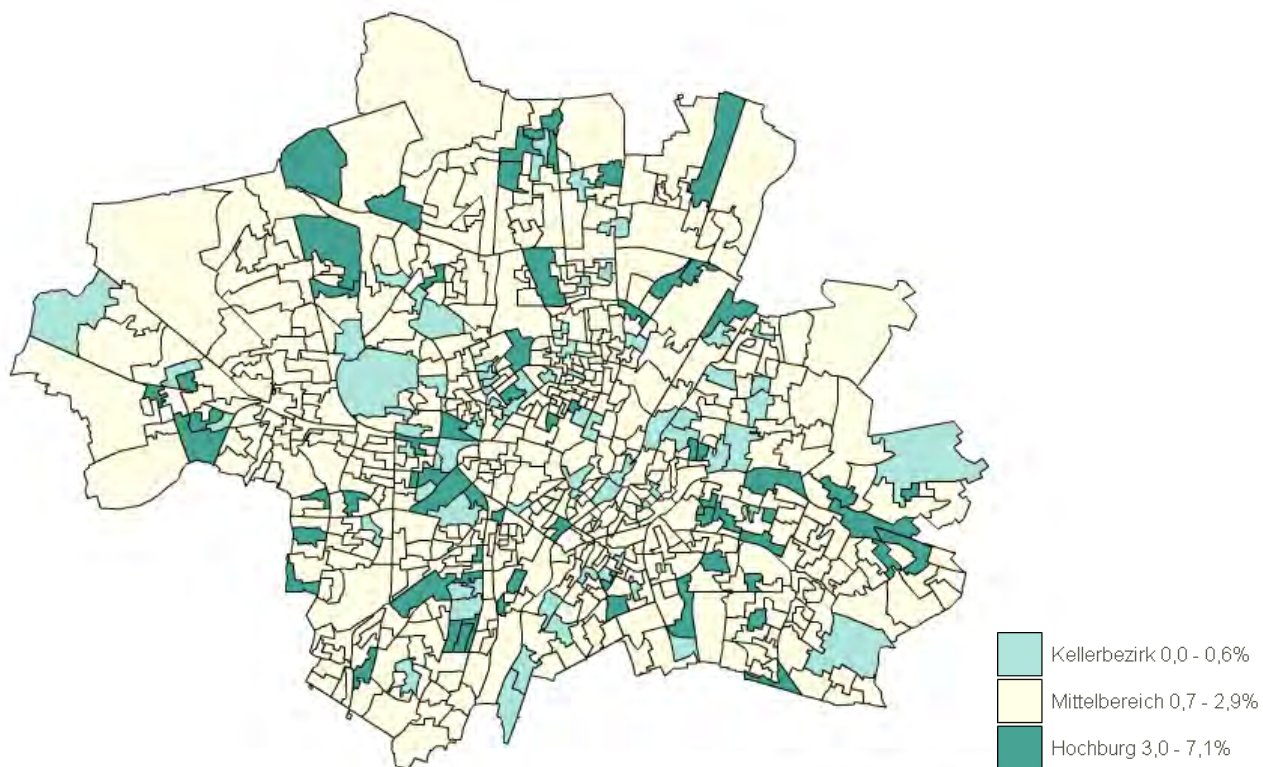 Kellerbezirk 0,0 - 0,6%
Mittelbereich 0,7 - 2,9%
Hochburg 3,0 - 7,1%